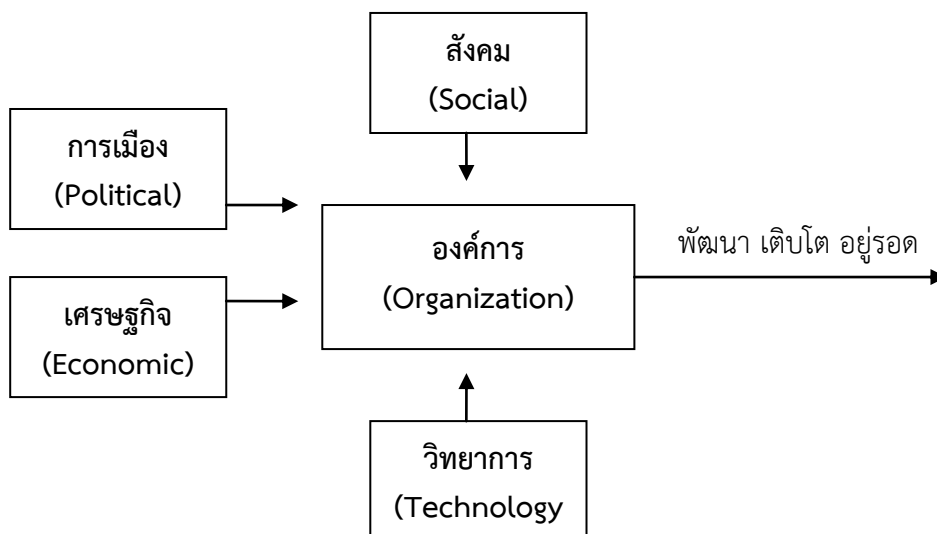 สังคม
(Social)
การเมือง
(Political)
องค์การ
(Organization)
พัฒนา เติบโต อยู่รอด
เศรษฐกิจ
(Economic)
วิทยาการ
(Technology